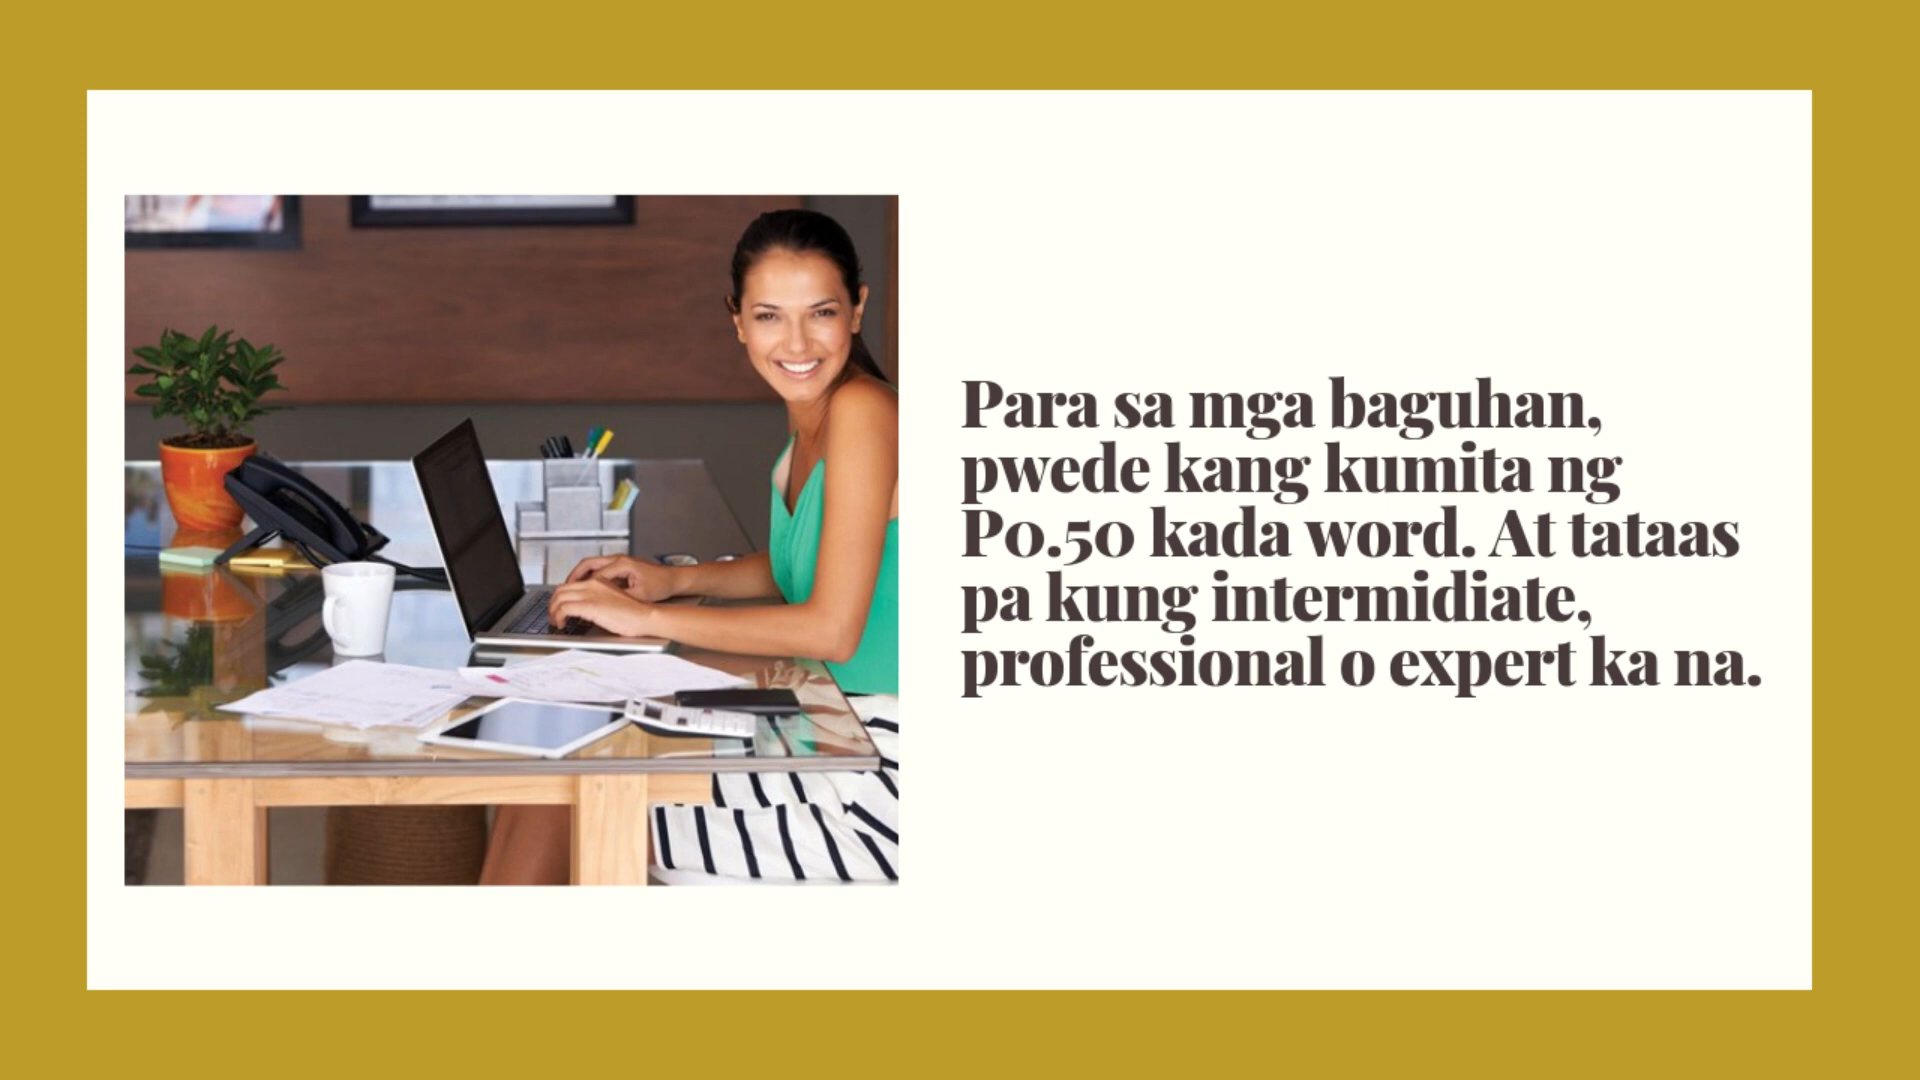 Para sa mga baguhan,
pwede kang kumita ng
P0.50 kada word. At tataas
pa kung intermidiate,
professional o expert ka na.